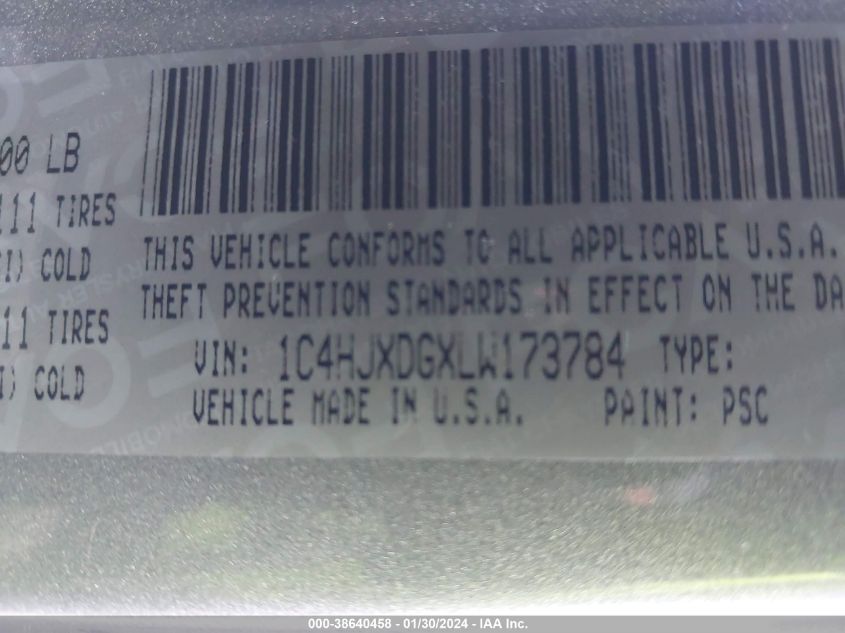 00 LB
111 TIRES
I) COLD
11 TIRES
I) COLD
THIS VEHICLE CONFORMS TO ALL APPLICABLE U.S.A.
THEFT PREVENTION STANDARDS IN EFFECT ON THE DA
VIN: 1C4HJXDGXLW173784 TYPE:
VEHICLE MADE IN U.S.A. PAINT: PSC
000-38640458 - 01/30/2024 - IAA Inc.